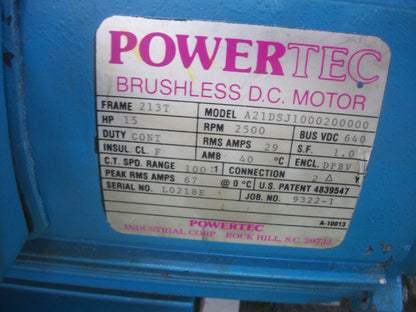 POWERTEC
BRUSHLESS D.C. MOTOR
FRAME 213T MODEL A21DSJ1000200000
HP 15 RPM 2500 BUS VDC 640
DUTY CONT RMS AMPS 29 S.F. 1.0
INSUL. CL. F AMB 40 °C ENCL. DPBV
C.T. SPD. RANGE 100:1 CONNECTION 2 Δ Y
PEAK RMS AMPS 67 @ 0°C U.S. PATENT 4839547
SERIAL NO. L0218E JOB. NO. 9322-1
POWERTEC A-10013
INDUSTRIAL CORP ROCK HILL, S.C. 29732